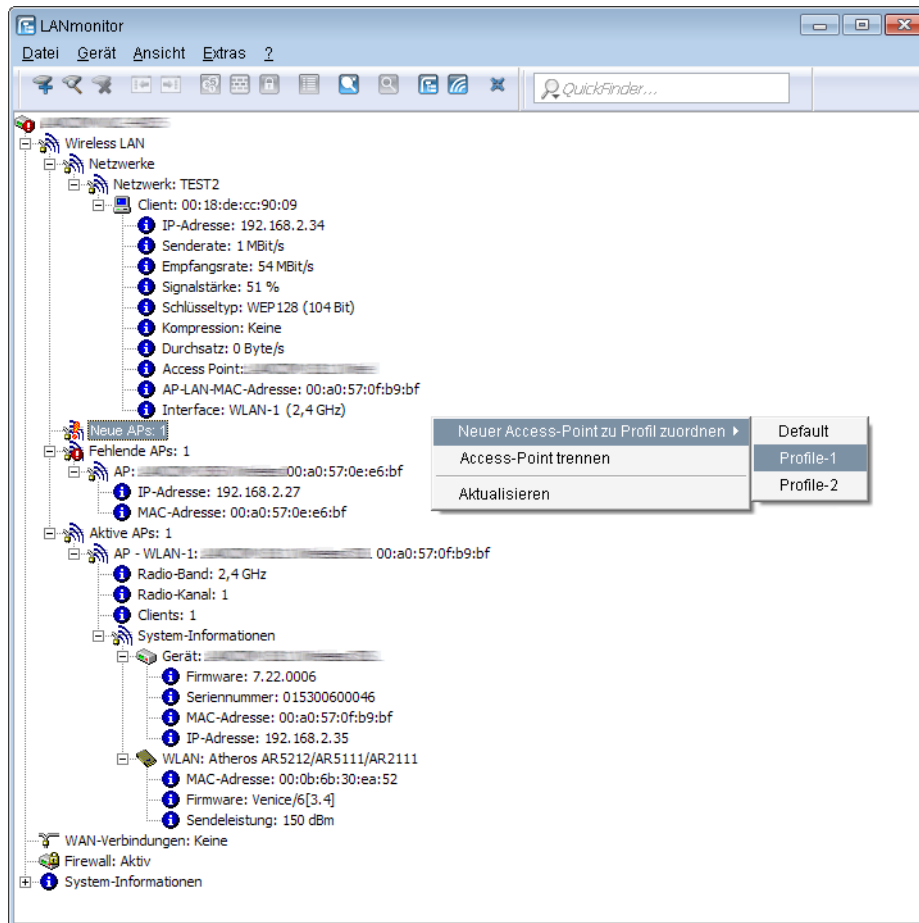 LANmonitor
Datei Gerät Ansicht Extras ?
QuickFinder...
Wireless LAN
Netzwerke
Netzwerk: TEST2
Client: 00:18:de:cc:90:09
IP-Adresse: 192.168.2.34
Senderate: 1 MBit/s
Empfangsrate: 54 MBit/s
Signalstärke: 51 %
Schlüsseltyp: WEP128 (104 Bit)
Kompression: Keine
Durchsatz: 0 Byte/s
Access Point:
AP-LAN-MAC-Adresse: 00:a0:57:0f:b9:bf
Interface: WLAN-1 (2,4 GHz)
Neue APs: 1
Fehlende APs: 1
AP: 00:a0:57:0e:e6:bf
IP-Adresse: 192.168.2.27
MAC-Adresse: 00:a0:57:0e:e6:bf
Neuer Access-Point zu Profil zuordnen
Access-Point trennen
Aktualisieren
Default
Profile-1
Profile-2
Aktive APs: 1
AP - WLAN-1: 00:a0:57:0f:b9:bf
Radio-Band: 2,4 GHz
Radio-Kanal: 1
Clients: 1
System-Informationen
Gerät:
Firmware: 7.22.0006
Seriennummer: 015300600046
MAC-Adresse: 00:a0:57:0f:b9:bf
IP-Adresse: 192.168.2.35
WLAN: Atheros AR5212/AR5111/AR2111
MAC-Adresse: 00:0b:6b:30:ea:52
Firmware: Venice/6[3.4]
Sendeleistung: 150 dBm
WAN-Verbindungen: Keine
Firewall: Aktiv
System-Informationen